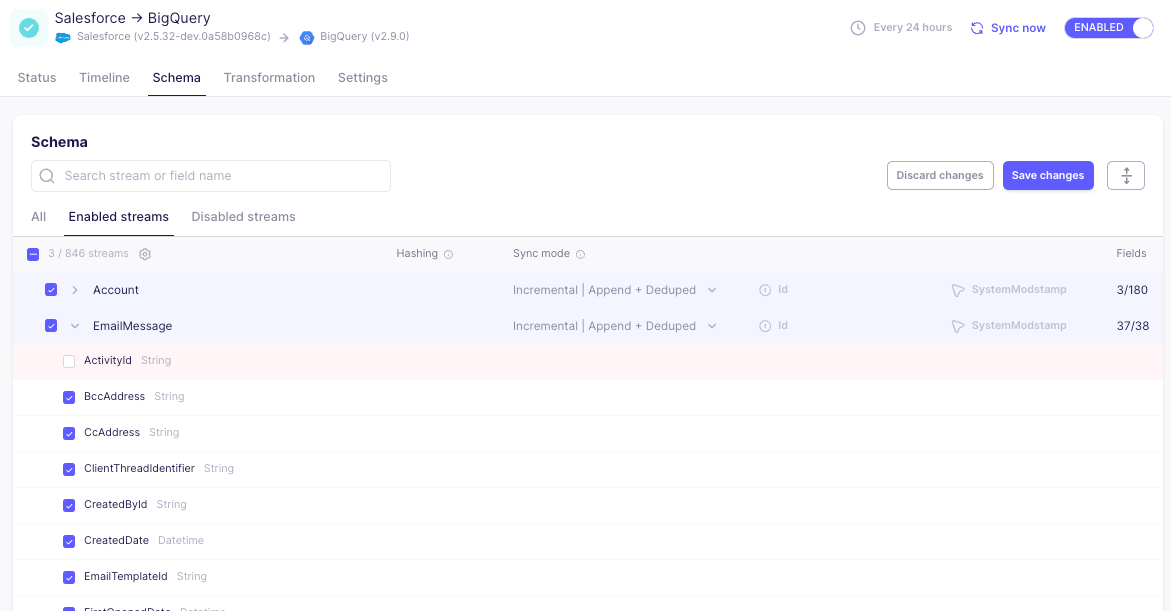 Salesforce → BigQuery
Salesforce (v2.5.32-dev.0a58b0968c) → BigQuery (v2.9.0)
Every 24 hours Sync now ENABLED
Status Timeline Schema Transformation Settings
Schema
Search stream or field name
Discard changes Save changes
All Enabled streams Disabled streams
3 / 846 streams Hashing Sync mode Fields
Account Incremental | Append + Deduped Id SystemModstamp 3/180
EmailMessage Incremental | Append + Deduped Id SystemModstamp 37/38
ActivityId String
BccAddress String
CcAddress String
ClientThreadIdentifier String
CreatedById String
CreatedDate Datetime
EmailTemplateId String
FirstOpenedDate Datetime